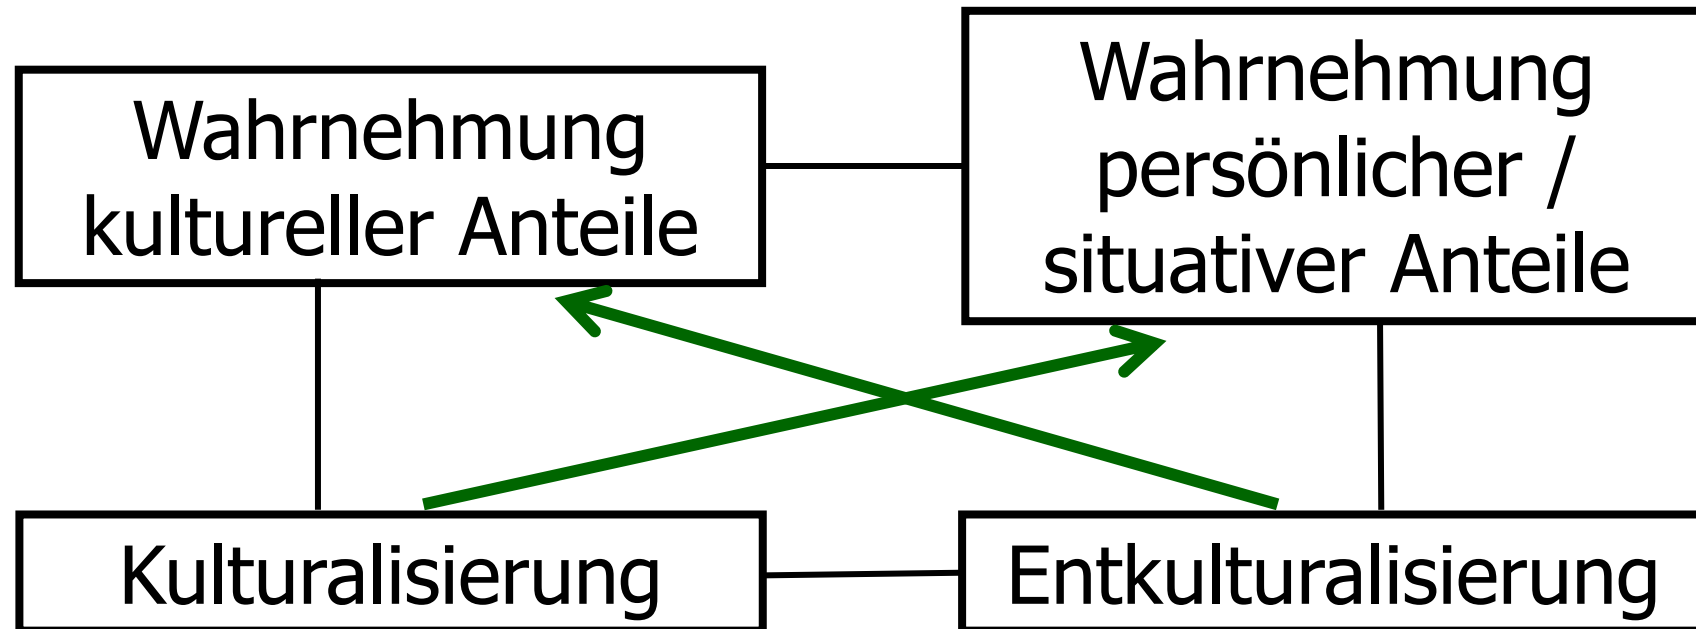 Wahrnehmung
kultureller Anteile
Wahrnehmung
persönlicher /
situativer Anteile
Kulturalisierung
Entkulturalisierung